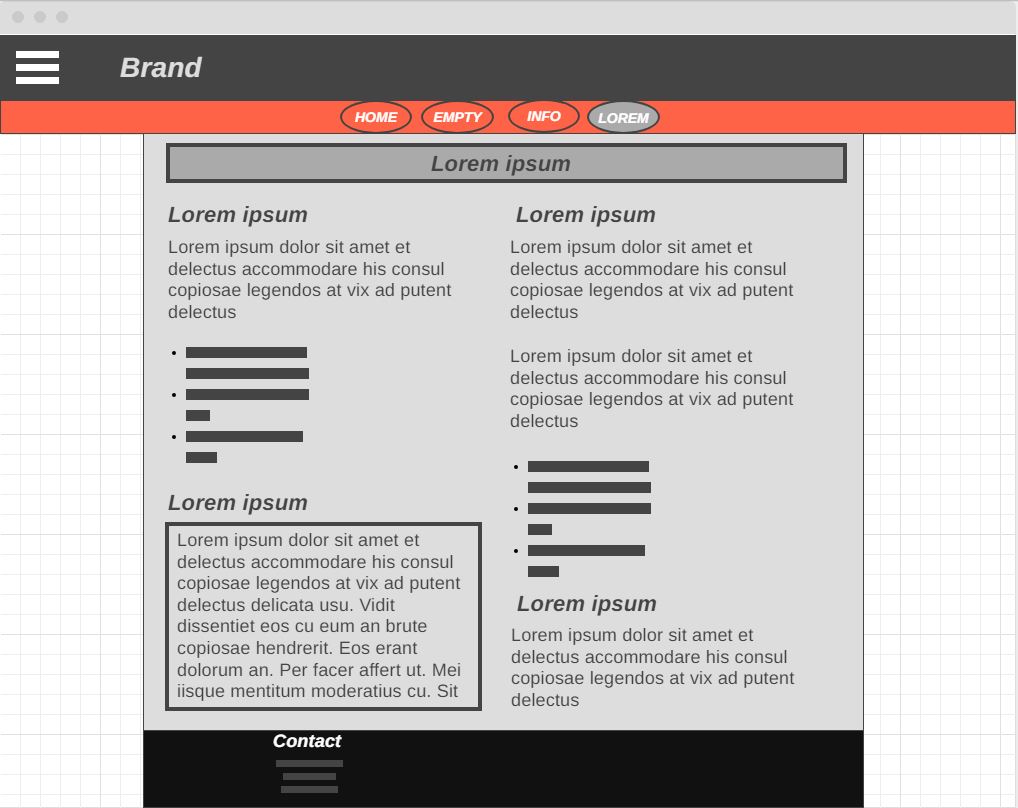 Brand
HOME EMPTY INFO LOREM
Lorem ipsum
Lorem ipsum
Lorem ipsum dolor sit amet et
delectus accommodare his consul
copiosae legendos at vix ad putent
delectus
Lorem ipsum
Lorem ipsum dolor sit amet et
delectus accommodare his consul
copiosae legendos at vix ad putent
delectus delicata usu. Vidit
dissentiet eos cu eum an brute
copiosae hendrerit. Eos erant
dolorum an. Per facer affert ut. Mei
iisque mentitum moderatius cu. Sit
Lorem ipsum
Lorem ipsum dolor sit amet et
delectus accommodare his consul
copiosae legendos at vix ad putent
delectus
Lorem ipsum dolor sit amet et
delectus accommodare his consul
copiosae legendos at vix ad putent
delectus
Lorem ipsum
Lorem ipsum dolor sit amet et
delectus accommodare his consul
copiosae legendos at vix ad putent
delectus
Contact